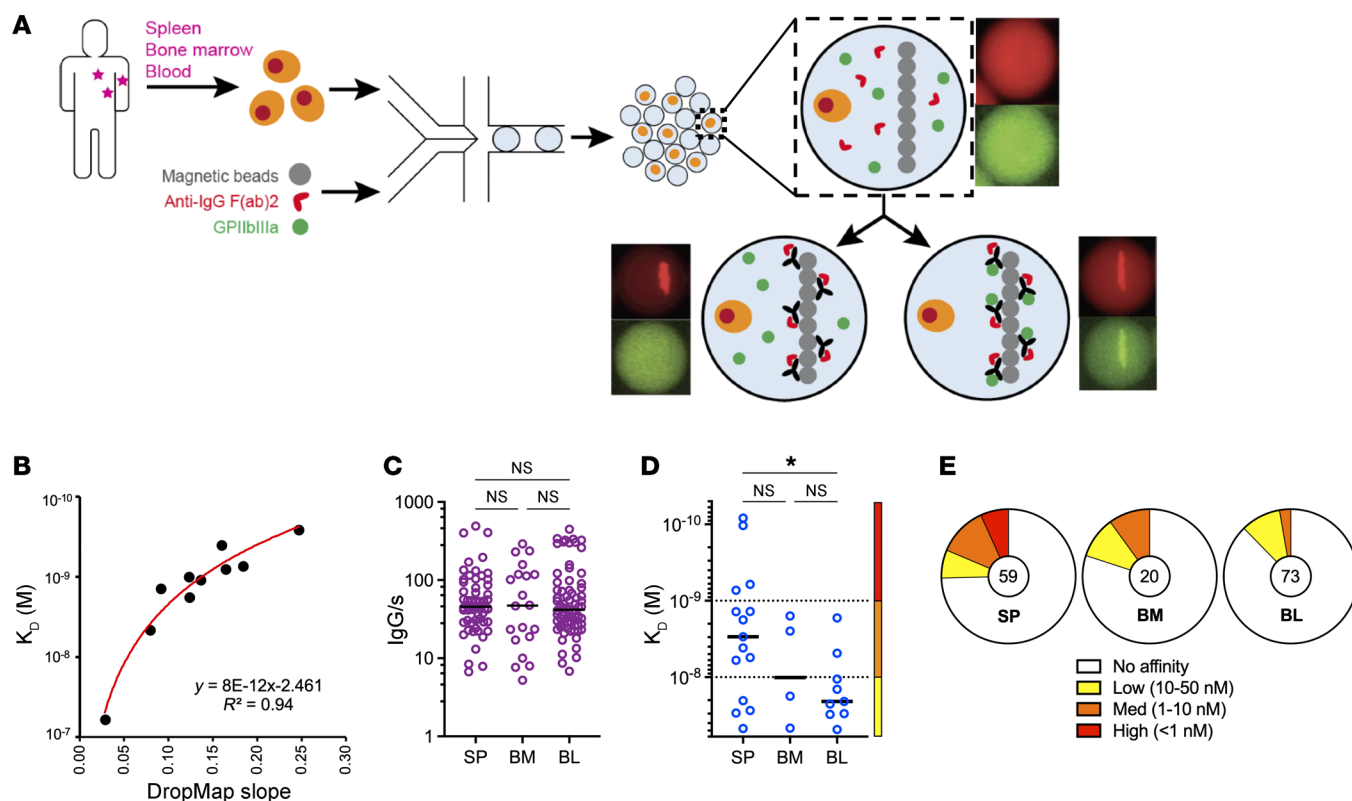 A
Spleen
Bone marrow
Blood
Magnetic beads
Anti-IgG F(ab)2
GPIIbIIIa
B
K_D (M)
10⁻¹⁰
10⁻⁹
10⁻⁸
10⁻⁷
y = 8E-12x-2.461
R² = 0.94
0.00
0.05
0.10
0.15
0.20
0.25
0.30
DropMap slope
C
NS
NS NS
IgG/s
1000
100
10
1
SP BM BL
D
*
NS NS
K_D (M)
10⁻¹⁰
10⁻⁹
10⁻⁸
SP BM BL
E
59 20 73
SP BM BL
No affinity
Low (10-50 nM)
Med (1-10 nM)
High (<1 nM)